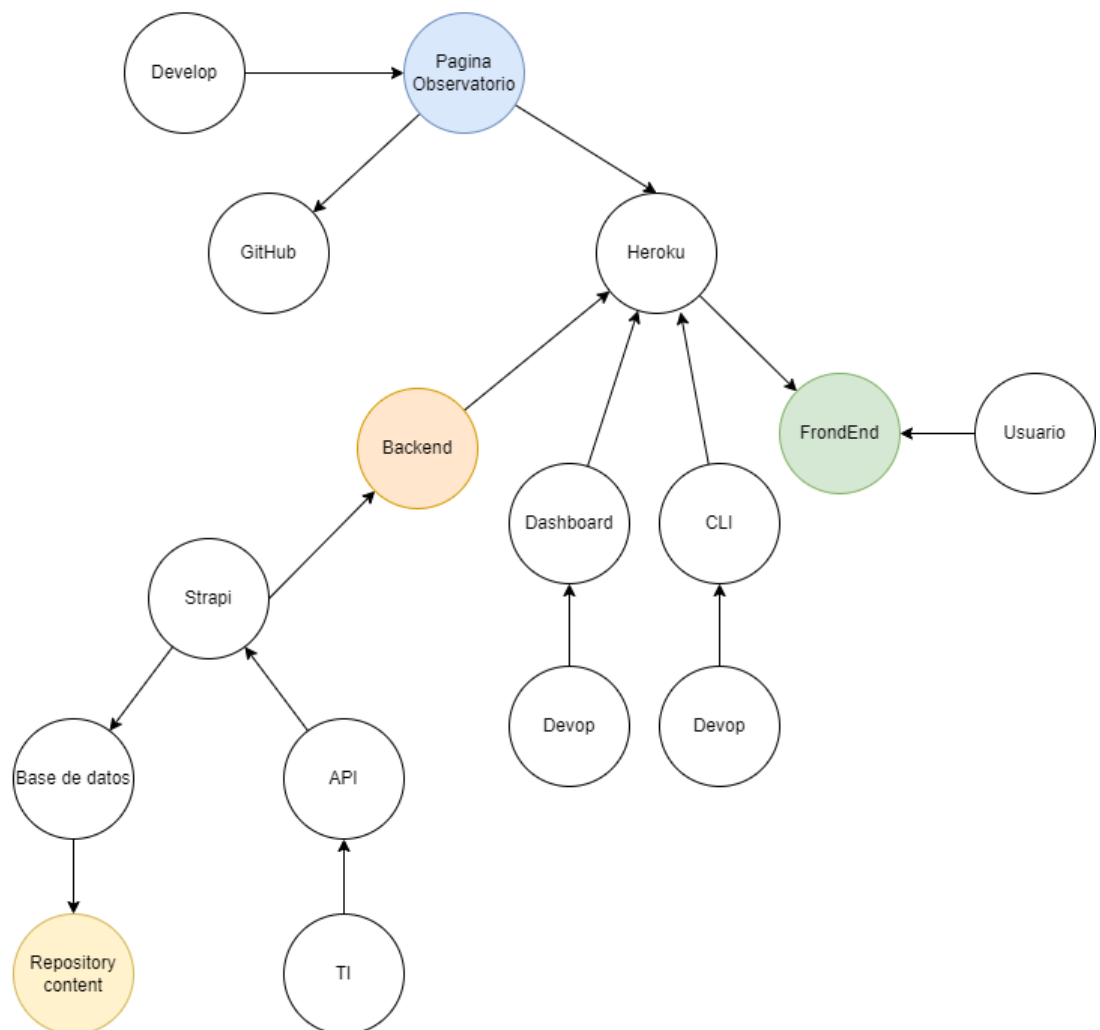 Develop
Pagina
Observatorio
GitHub
Heroku
Backend
FrondEnd
Usuario
Dashboard
CLI
Strapi
Devop
Devop
Base de datos
API
Repository
content
TI